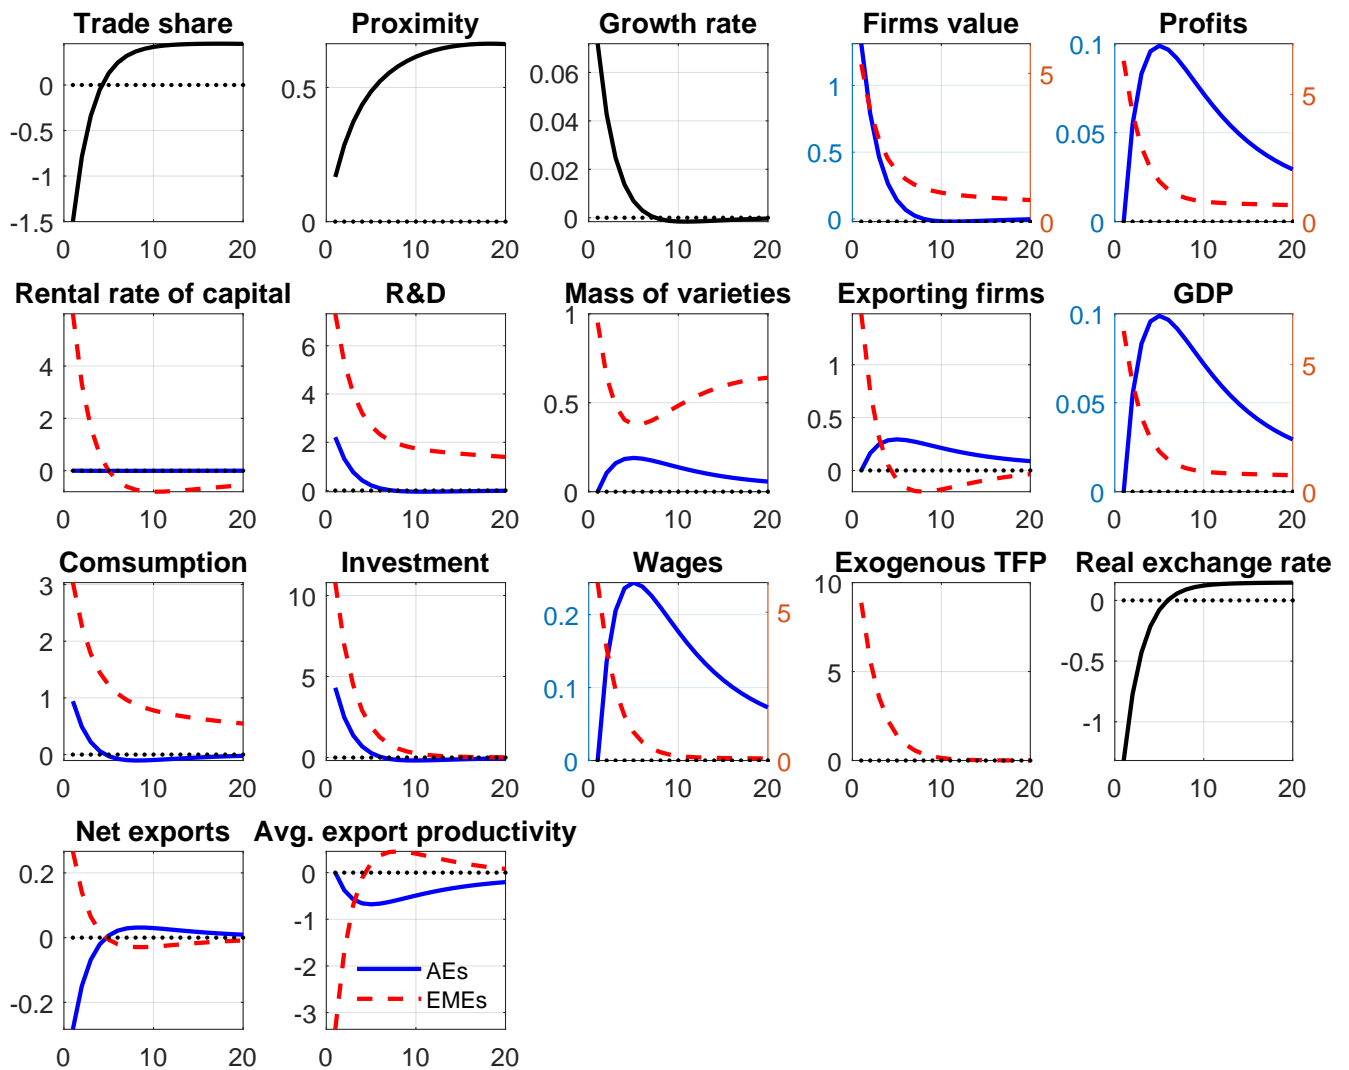 Trade share
Proximity
Growth rate
Firms value
Profits
0
-0.5
-1
-1.5
0 10 20
0.5
0
0 10 20
0.06
0.04
0.02
0
0 10 20
1
0.5
0
5
0
0 10 20
0.1
0.05
0
5
0
0 10 20
Rental rate of capital
R&D
Mass of varieties
Exporting firms
GDP
4
2
0
0 10 20
6
4
2
0
0 10 20
1
0.5
0
0 10 20
1
0.5
0
0 10 20
0.1
0.05
0
5
0
0 10 20
Comsumption
Investment
Wages
Exogenous TFP
Real exchange rate
3
2
1
0
0 10 20
10
5
0
0 10 20
0.2
0.1
0
5
0
0 10 20
10
5
0
0 10 20
0
-0.5
-1
0 10 20
Net exports
Avg. export productivity
0.2
0
-0.2
0 10 20
0
-1
-2
-3
AEs
EMEs
0 10 20